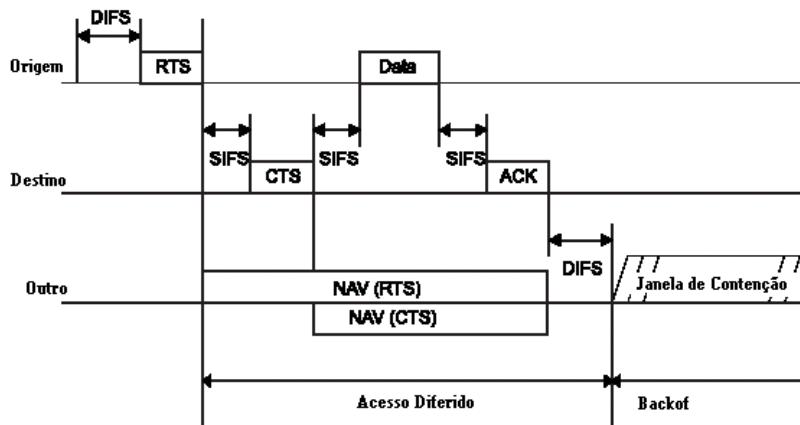 DIFS
Origem
RTS
Data
SIFS
SIFS
SIFS
Destino
CTS
ACK
DIFS
Outro
NAV (RTS)
Janela de Contenção
NAV (CTS)
Acesso Diferido
Backof